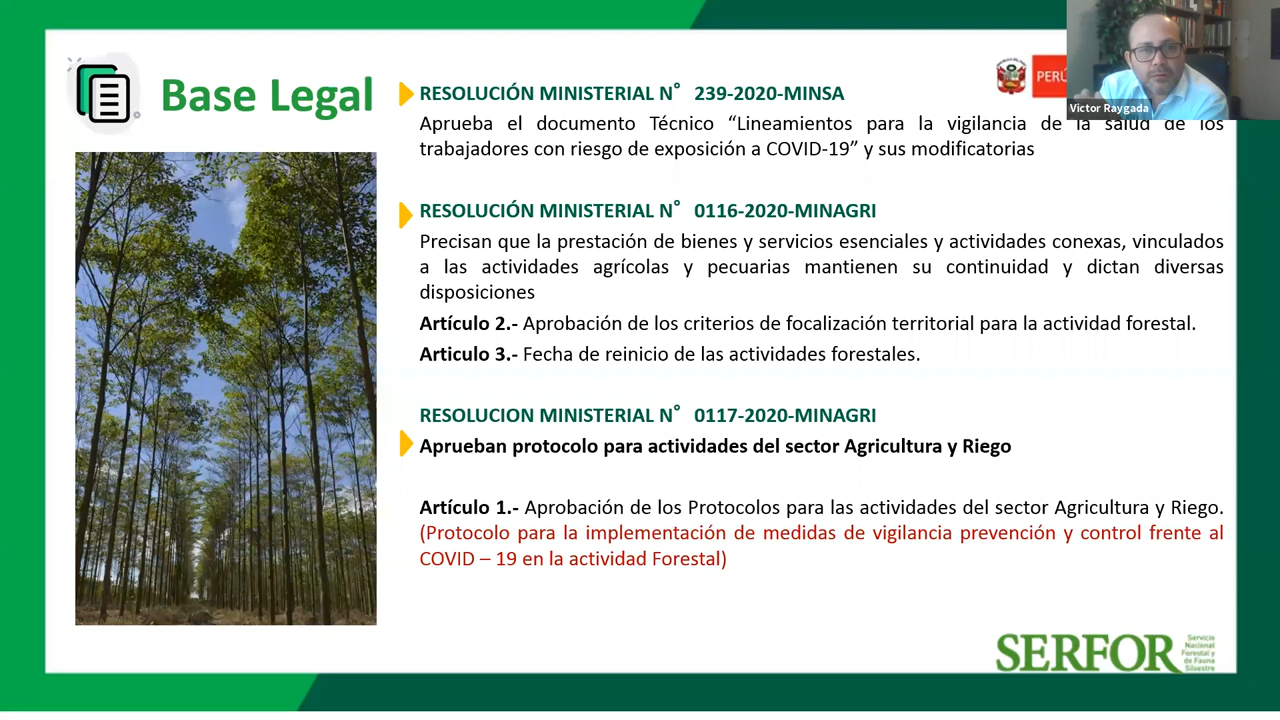 Base Legal
RESOLUCIÓN MINISTERIAL N° 239-2020-MINSA
Aprueba el documento Técnico “Lineamientos para la vigilancia de la salud de los
trabajadores con riesgo de exposición a COVID-19” y sus modificatorias
RESOLUCIÓN MINISTERIAL N° 0116-2020-MINAGRI
Precisan que la prestación de bienes y servicios esenciales y actividades conexas, vinculados
a las actividades agrícolas y pecuarias mantienen su continuidad y dictan diversas
disposiciones
Artículo 2.- Aprobación de los criterios de focalización territorial para la actividad forestal.
Articulo 3.- Fecha de reinicio de las actividades forestales.
RESOLUCION MINISTERIAL N° 0117-2020-MINAGRI
Aprueban protocolo para actividades del sector Agricultura y Riego
Artículo 1.- Aprobación de los Protocolos para las actividades del sector Agricultura y Riego.
(Protocolo para la implementación de medidas de vigilancia prevención y control frente al
COVID – 19 en la actividad Forestal)
PERÚ
Victor Raygada
SERFOR
Servicio
Nacional
Forestal y
de Fauna
Silvestre